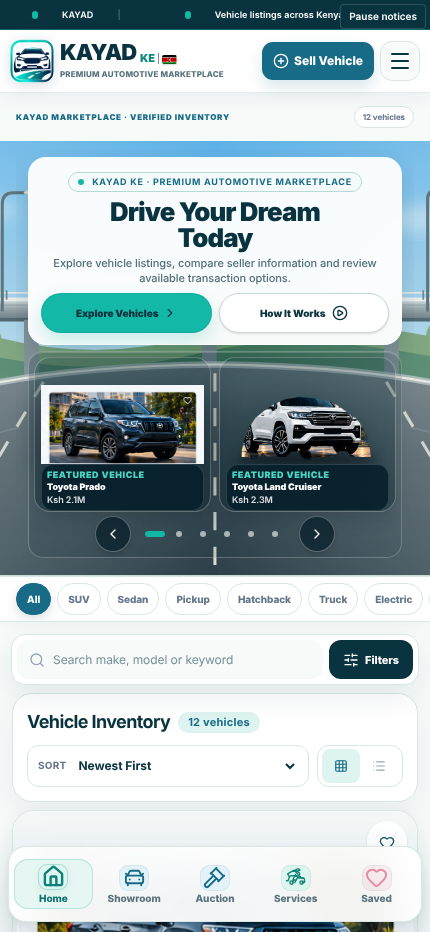 KAYAD
Vehicle listings across Kenya
Pause notices
KAYAD KE
PREMIUM AUTOMOTIVE MARKETPLACE
Sell Vehicle
KAYAD MARKETPLACE · VERIFIED INVENTORY
12 vehicles
KAYAD KE · PREMIUM AUTOMOTIVE MARKETPLACE
Drive Your Dream
Today
Explore vehicle listings, compare seller information and review
available transaction options.
Explore Vehicles
How It Works
FEATURED VEHICLE
Toyota Prado
Ksh 2.1M
FEATURED VEHICLE
Toyota Land Cruiser
Ksh 2.3M
All
SUV
Sedan
Pickup
Hatchback
Truck
Electric
Search make, model or keyword
Filters
Vehicle Inventory
12 vehicles
SORT
Newest First
Home
Showroom
Auction
Services
Saved